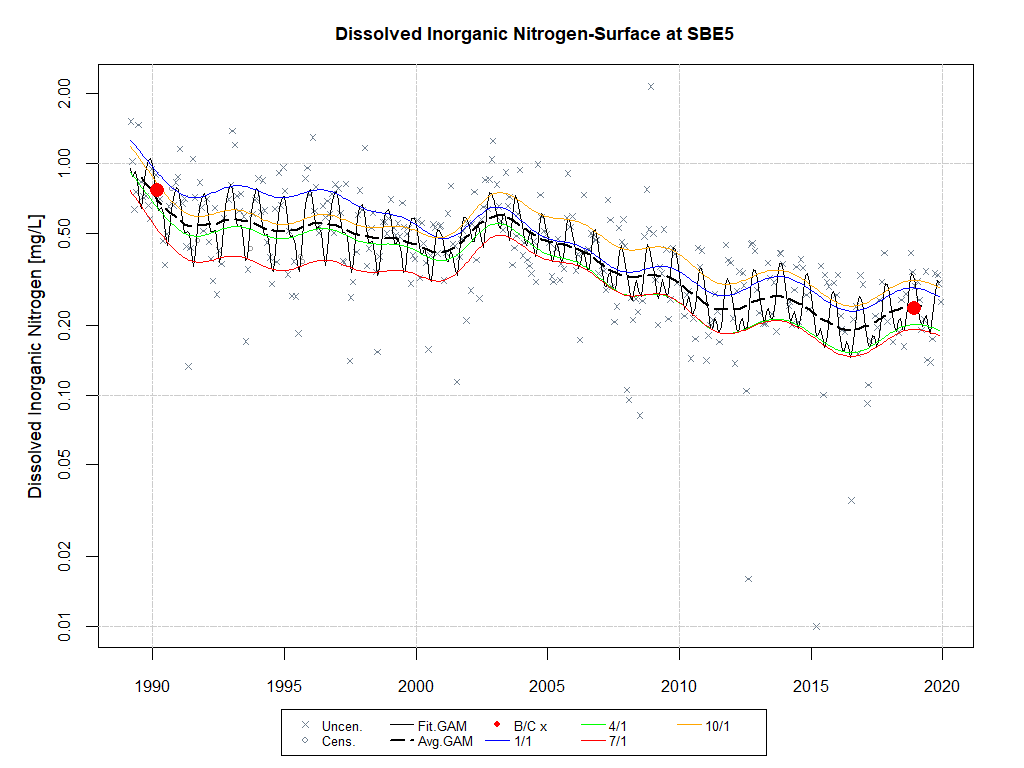 Dissolved Inorganic Nitrogen-Surface at SBE5
Dissolved Inorganic Nitrogen [mg/L]
2.00
1.00
0.50
0.20
0.10
0.05
0.02
0.01
1990 1995 2000 2005 2010 2015 2020
Uncen. Fit.GAM B/C x 4/1 10/1
Cens. Avg.GAM 1/1 7/1